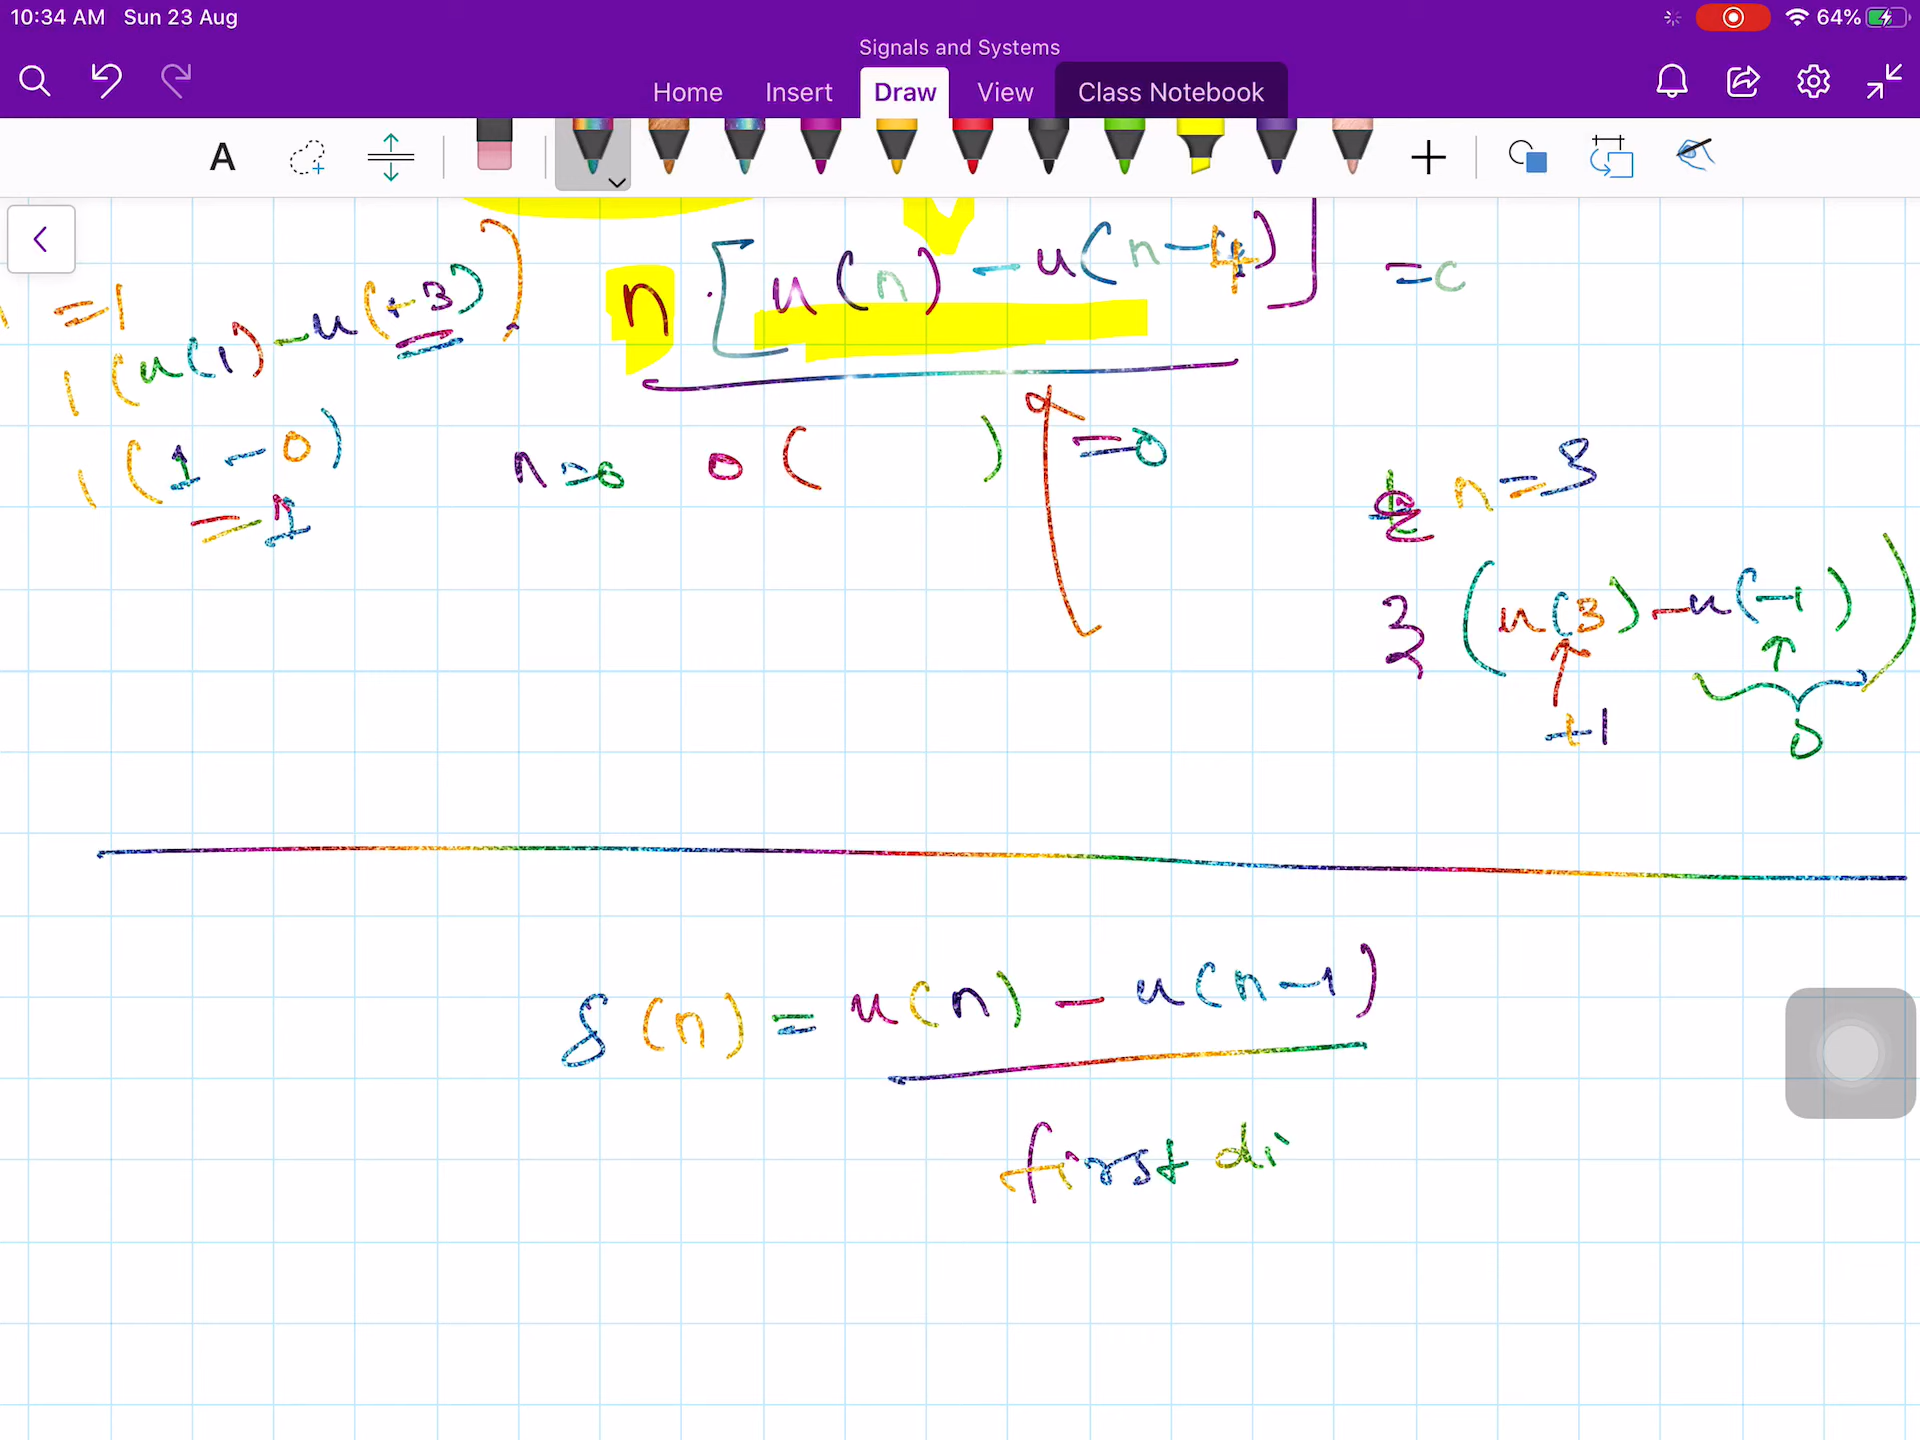 10:34 AM Sun 23 Aug
64%
Signals and Systems
Home Insert Draw View Class Notebook
A
n · [u(n) - u(n-4)] = c
=1
1(u(1) - u(+3))
1(1 - 0)
= 1
n=0 0( ) = 0
n=3
3(u(3) - u(-1))
+1 0
δ(n) = u(n) - u(n-1)
first di